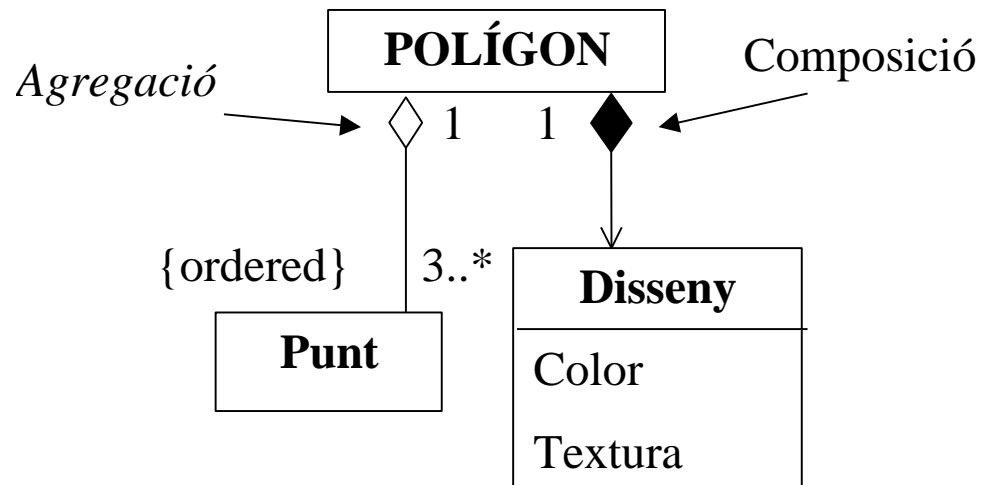 POLÍGON
Composició
Agregació
1
1
{ordered}
3..*
Disseny
Punt
Color
Textura